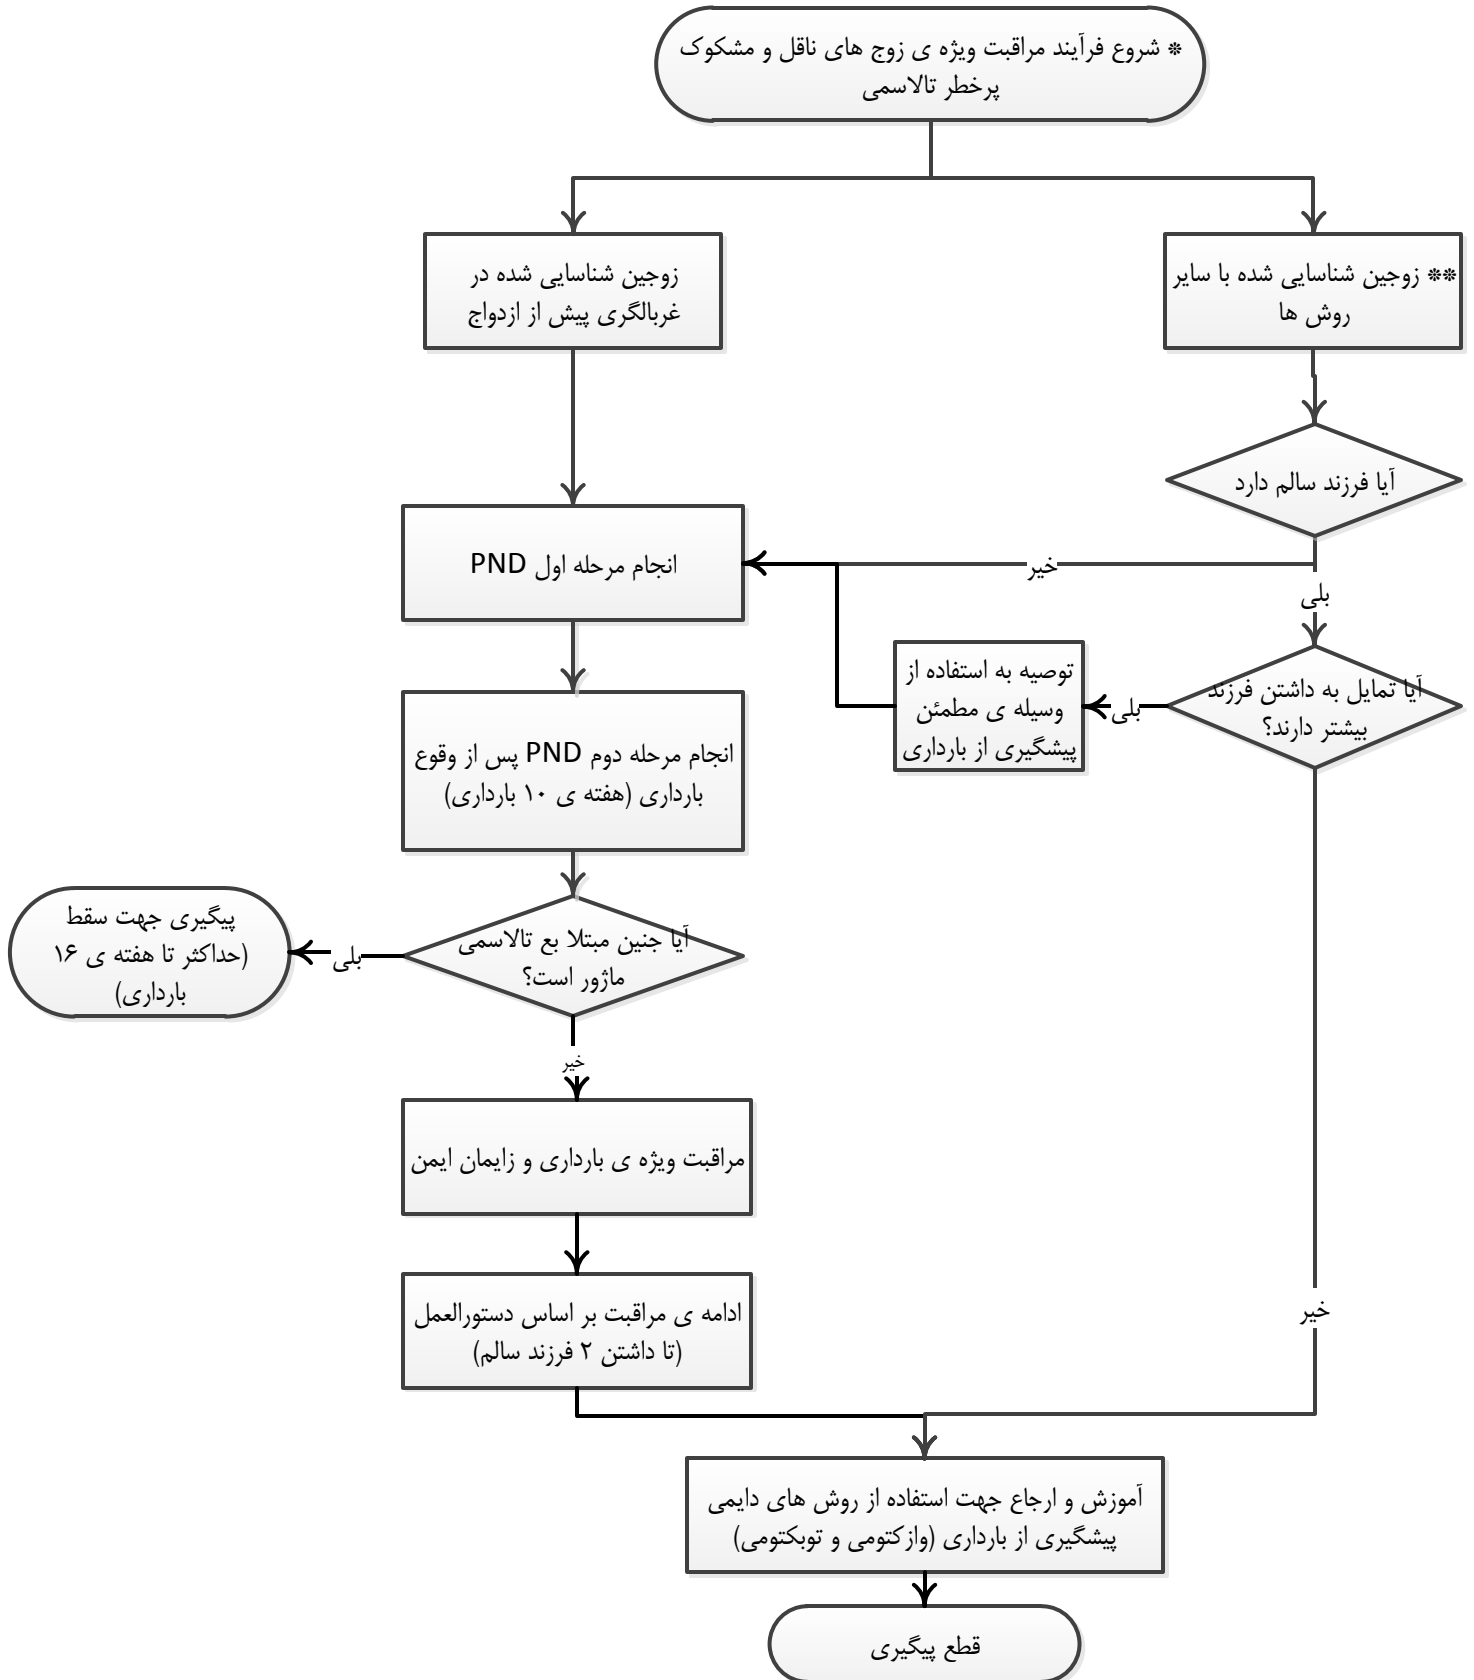 * شروع فرآیند مراقبت ویژه ی زوج های ناقل و مشکوک
پرخطر تالاسمی
** زوجین شناسایی شده با سایر
روش ها
زوجین شناسایی شده در
غربالگری پیش از ازدواج
آیا فرزند سالم دارد
خیر
بلی
انجام مرحله اول PND
آیا تمایل به داشتن فرزند
بیشتر دارند؟
بلی
توصیه به استفاده از
وسیله ی مطمئن
پیشگیری از بارداری
انجام مرحله دوم PND پس از وقوع
بارداری (هفته ی ۱۰ بارداری)
آیا جنین مبتلا بع تالاسمی
ماژور است؟
بلی
پیگیری جهت سقط
(حداکثر تا هفته ی ۱۶
بارداری)
خیر
مراقبت ویژه ی بارداری و زایمان ایمن
ادامه ی مراقبت بر اساس دستورالعمل
(تا داشتن ۲ فرزند سالم)
خیر
آموزش و ارجاع جهت استفاده از روش های دایمی
پیشگیری از بارداری (وازکتومی و توبکتومی)
قطع پیگیری